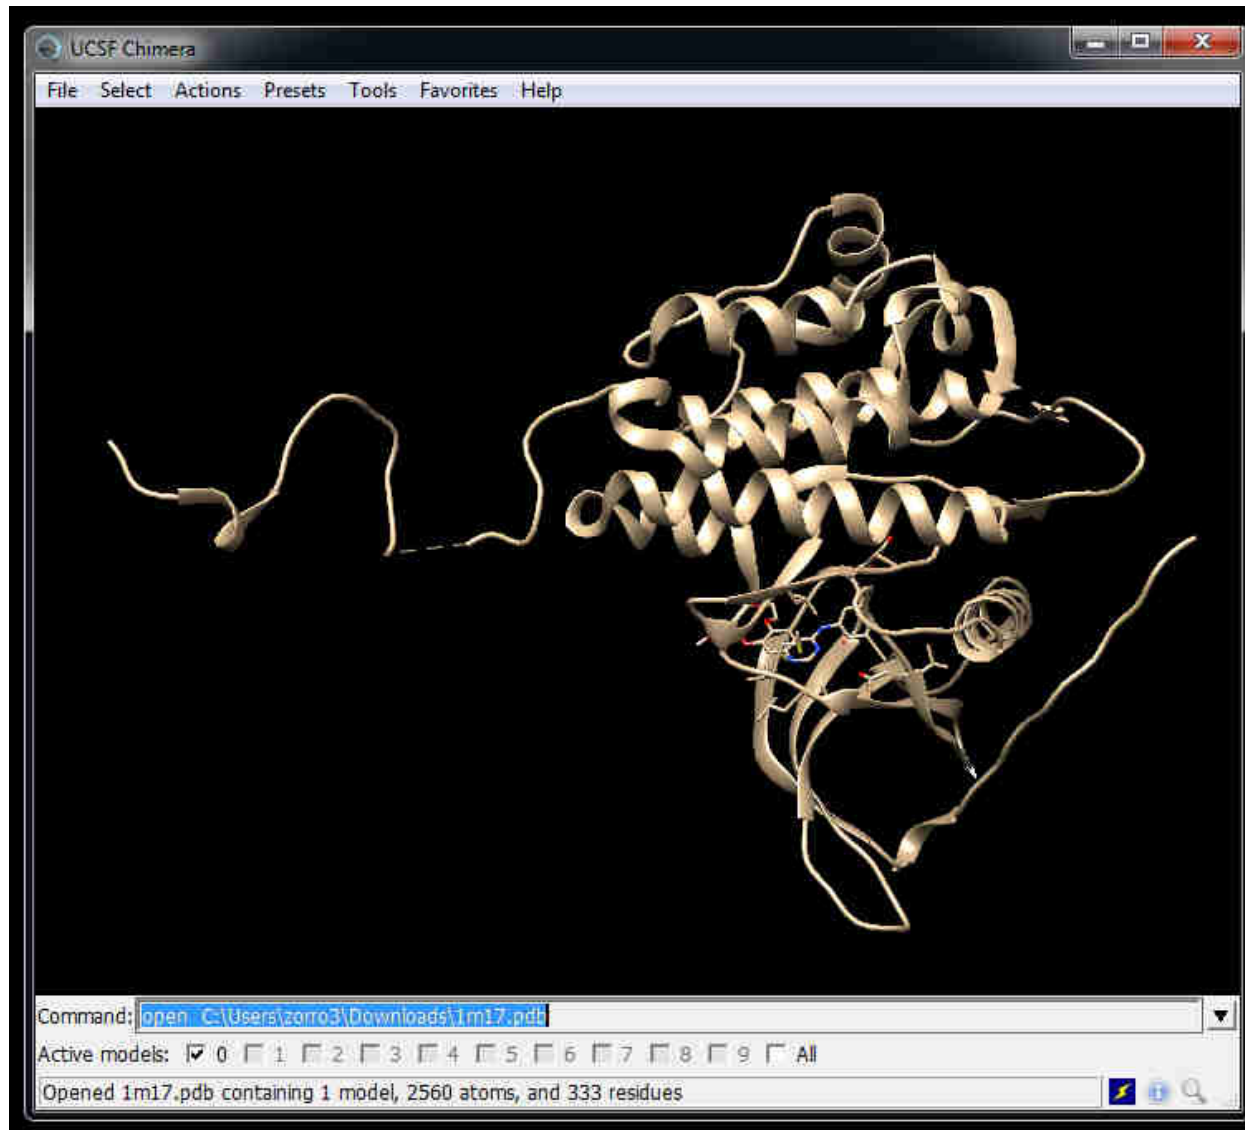 UCSF Chimera
File Select Actions Presets Tools Favorites Help
Command: open C:\Users\zorro3\Downloads\1m17.pdb
Active models: 0 1 2 3 4 5 6 7 8 9 All
Opened 1m17.pdb containing 1 model, 2560 atoms, and 333 residues